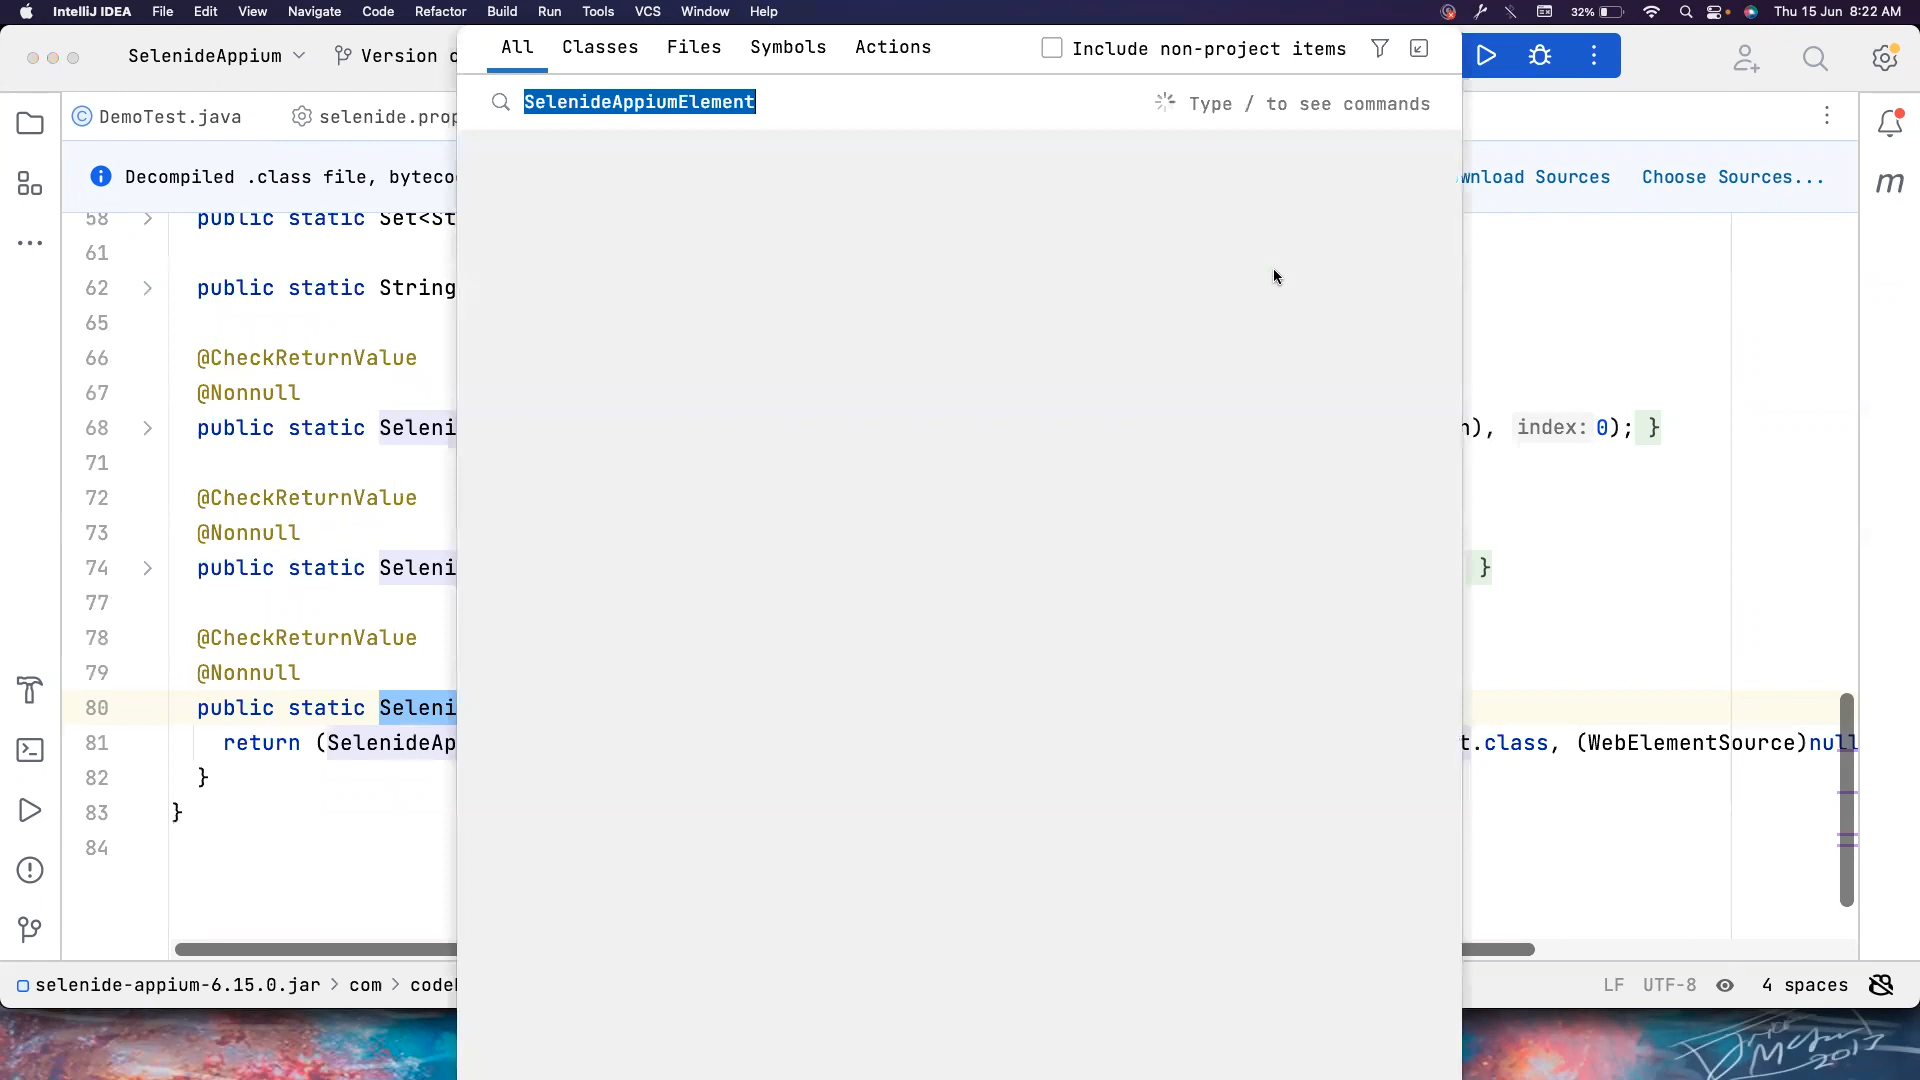 IntelliJ IDEA File Edit View Navigate Code Refactor Build Run Tools VCS Window Help 32% Thu 15 Jun 8:22 AM
SelenideAppium Version
All Classes Files Symbols Actions Include non-project items
SelenideAppiumElement Type / to see commands
DemoTest.java selenide.prop
Decompiled .class file, byteco wnload Sources Choose Sources...
58 public static Set<St
61
62 public static String
65
66 @CheckReturnValue
67 @Nonnull
68 public static Seleni n), index: 0); }
71
72 @CheckReturnValue
73 @Nonnull
74 public static Seleni }
77
78 @CheckReturnValue
79 @Nonnull
80 public static Seleni
81 return (SelenideAp t.class, (WebElementSource)null
82 }
83 }
84
selenide-appium-6.15.0.jar > com > code LF UTF-8 4 spaces
2017